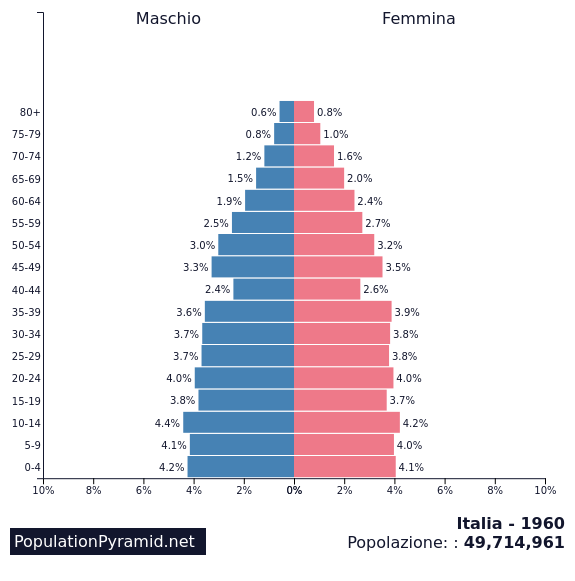 Maschio Femmina
80+ 0.6% 0.8%
75-79 0.8% 1.0%
70-74 1.2% 1.6%
65-69 1.5% 2.0%
60-64 1.9% 2.4%
55-59 2.5% 2.7%
50-54 3.0% 3.2%
45-49 3.3% 3.5%
40-44 2.4% 2.6%
35-39 3.6% 3.9%
30-34 3.7% 3.8%
25-29 3.7% 3.8%
20-24 4.0% 4.0%
15-19 3.8% 3.7%
10-14 4.4% 4.2%
5-9 4.1% 4.0%
0-4 4.2% 4.1%
10% 8% 6% 4% 2% 0% 2% 4% 6% 8% 10%
Italia - 1960
PopulationPyramid.net Popolazione: : 49,714,961